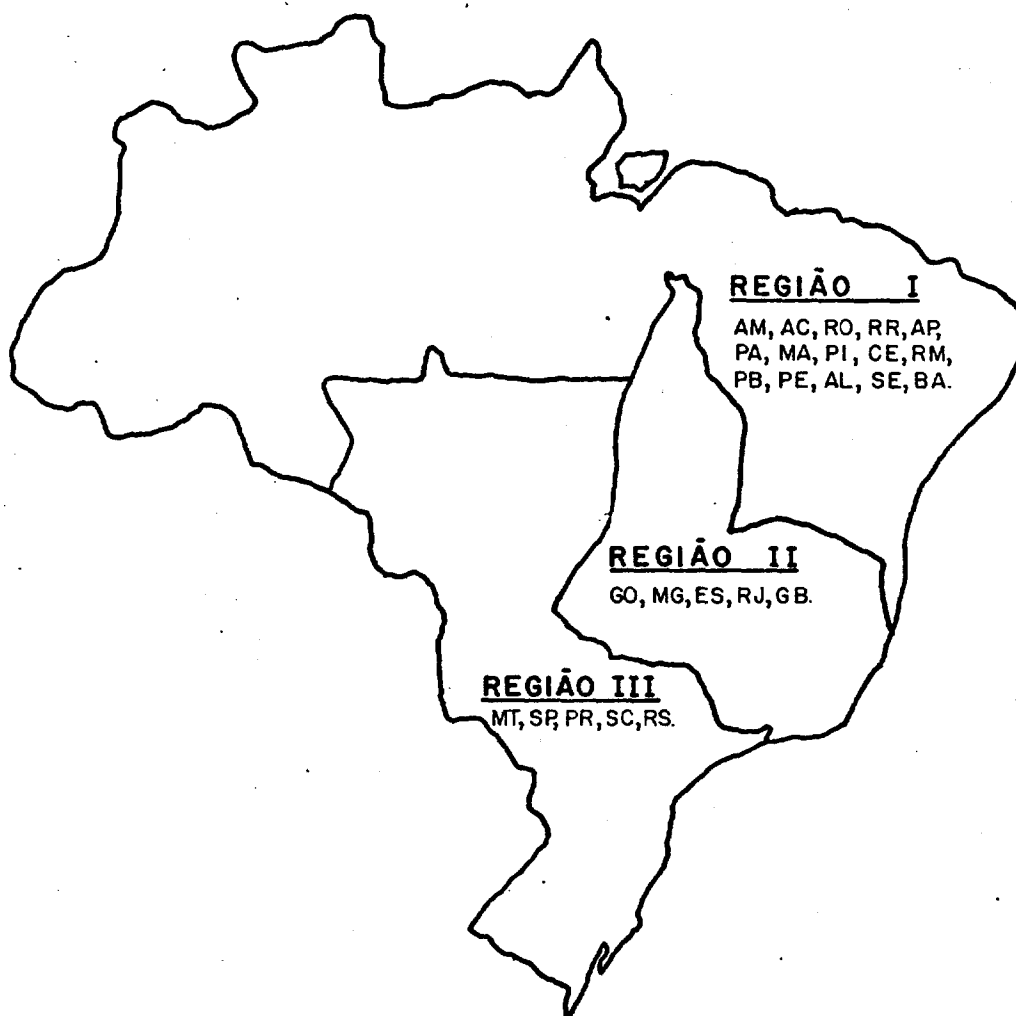 REGIÃO I
AM, AC, RO, RR, AP,
PA, MA, PI, CE, RM,
PB, PE, AL, SE, BA.
REGIÃO II
GO, MG, ES, RJ, GB.
REGIÃO III
MT, SP, PR, SC, RS.